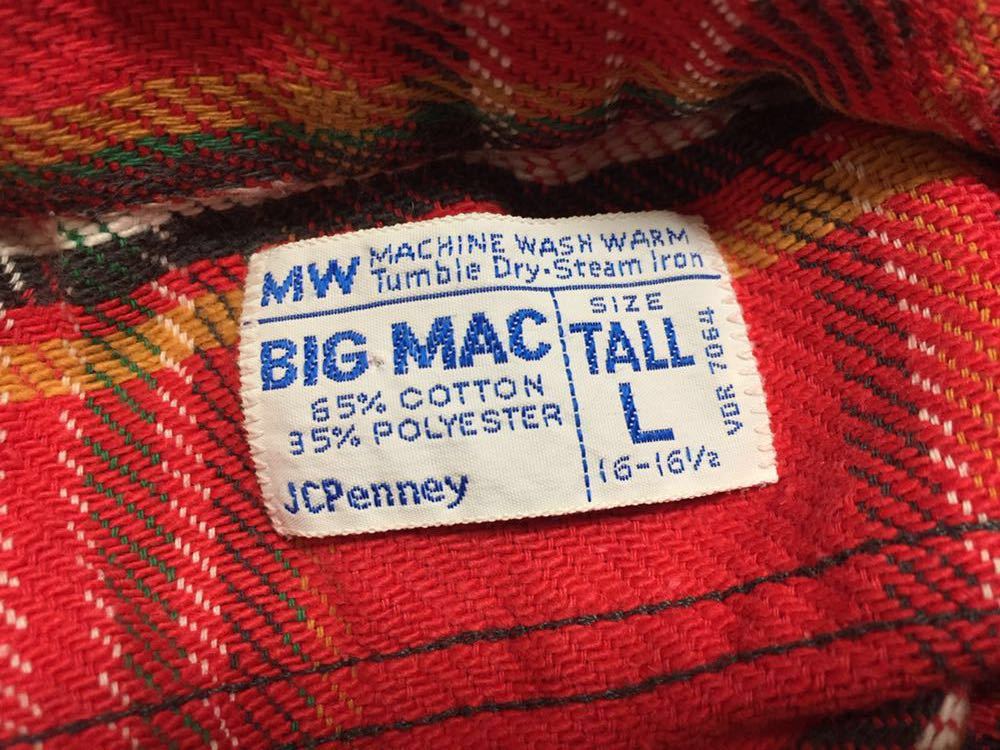 MW MACHINE WASH WARM
Tumble Dry·Steam Iron
BIG MAC
65% COTTON
35% POLYESTER
JCPenney
SIZE
TALL
L
16-16½
VBR 7064